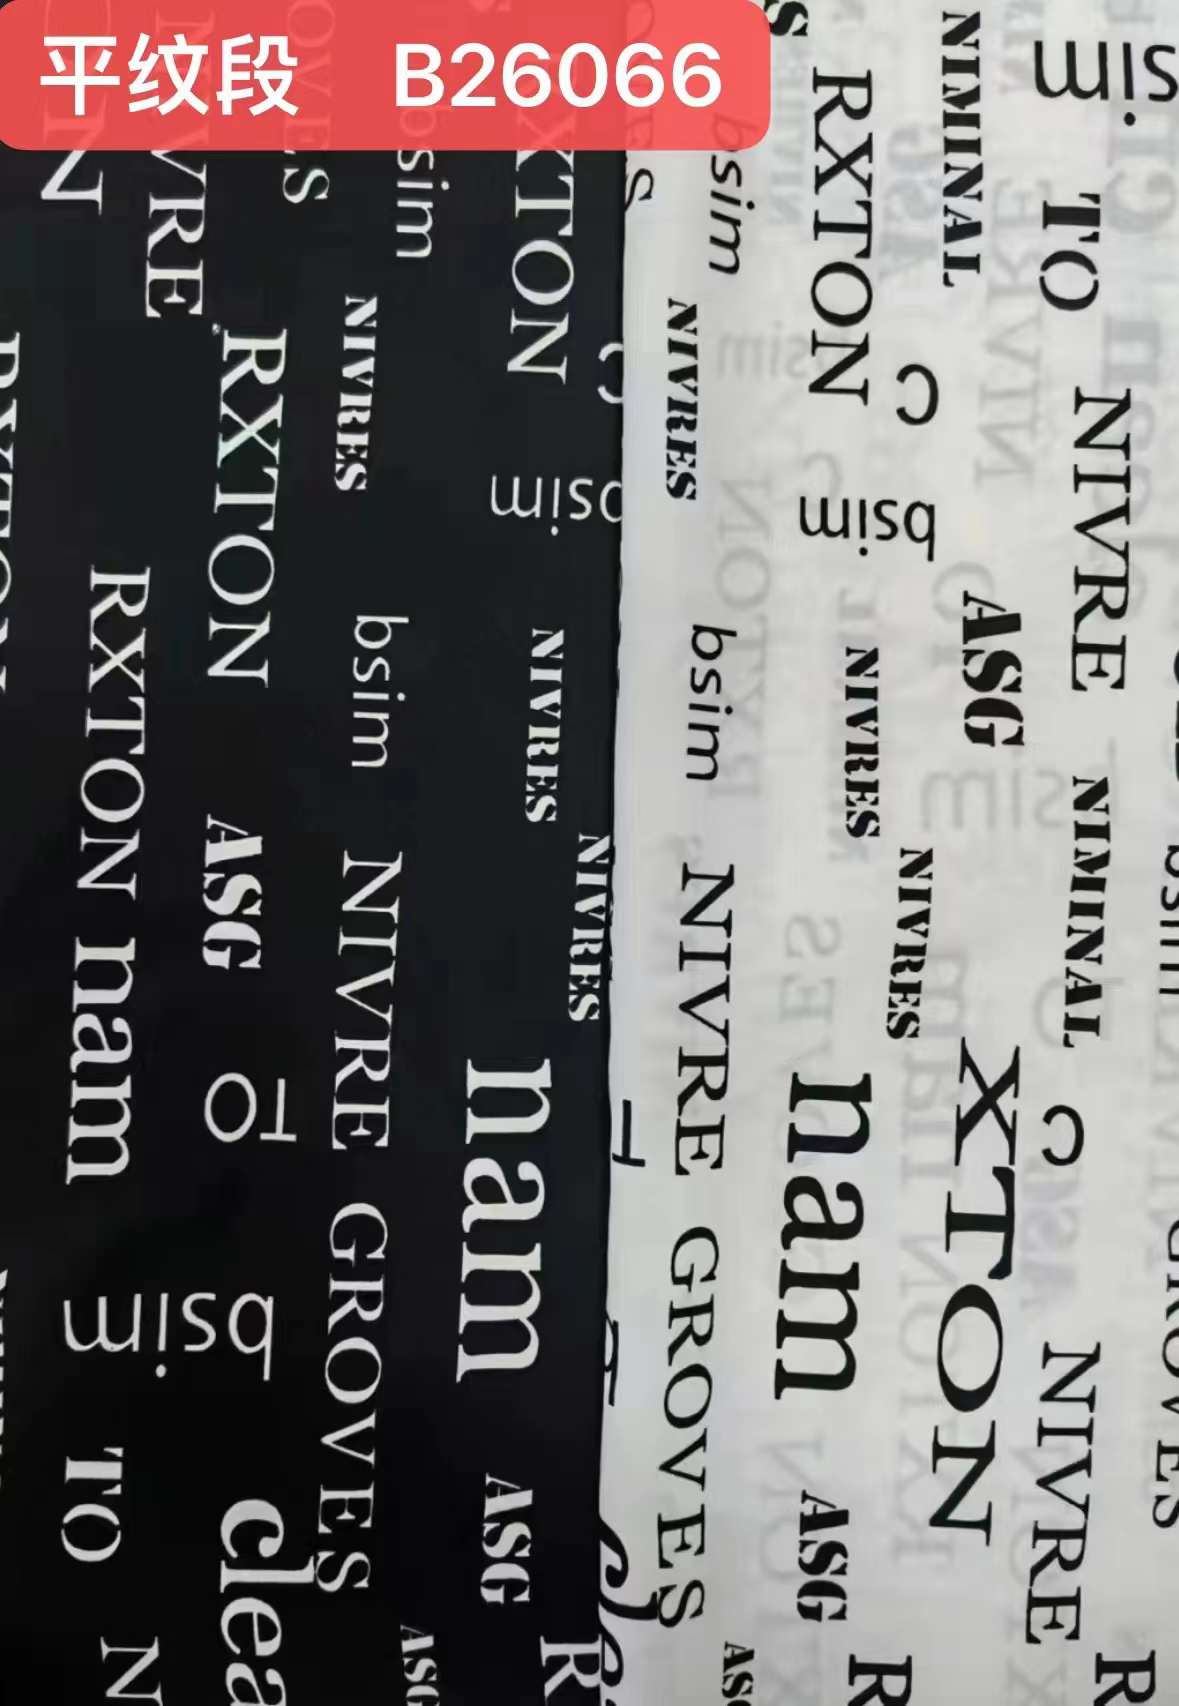 平纹段 B26066
RXTON
NIMINAL
bsim
TO
bsim
RXTON
C
NIVRES
NIVRE
bsim
ASG
NIVRES
NIMINAL
NIVRES
bsim
NIVRE
GROVES
nam
XTON
C
NIVRE
ASG
bsim
NIVRES
RXTON
bsim
NIVRES
RXTON
nam
ASG
TO
NIVRE
GROVES
NIVRES
nam
bsim
TO
ASG